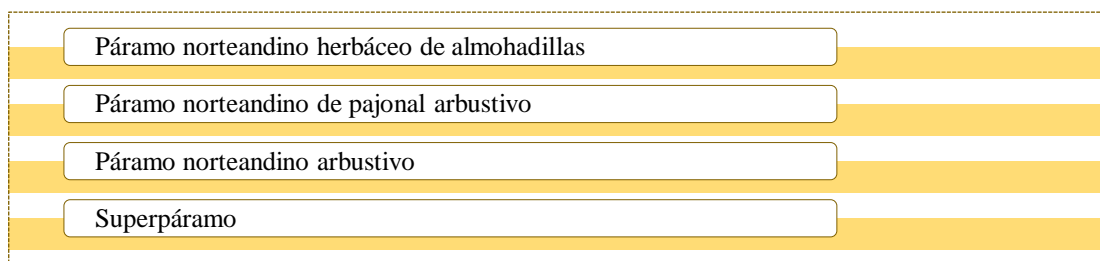 Páramo norteandino herbáceo de almohadillas
Páramo norteandino de pajonal arbustivo
Páramo norteandino arbustivo
Superpáramo